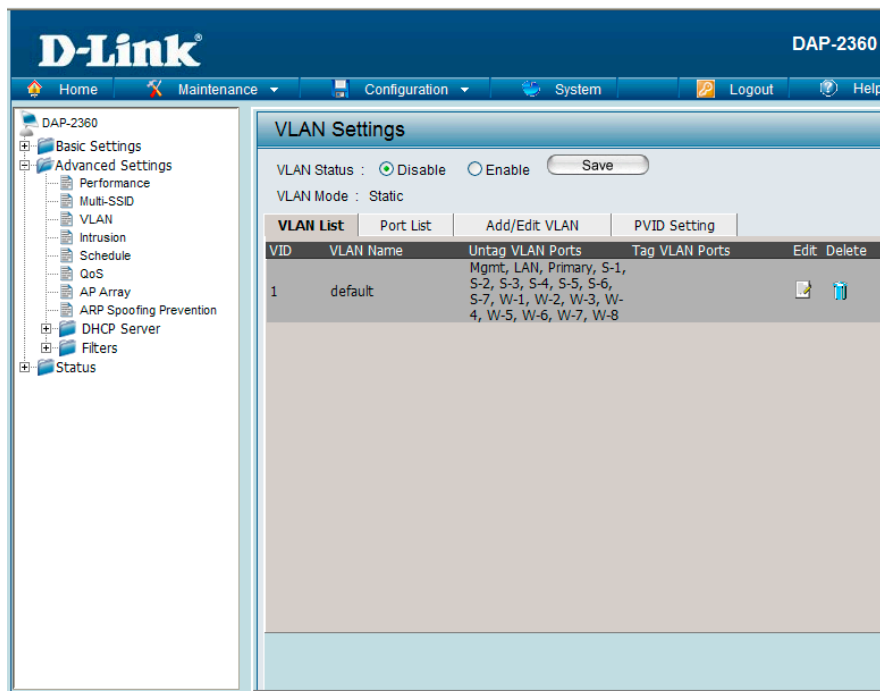 D-Link®
DAP-2360
Home
Maintenance
Configuration
System
Logout
Help
DAP-2360
Basic Settings
Advanced Settings
Performance
Multi-SSID
VLAN
Intrusion
Schedule
QoS
AP Array
ARP Spoofing Prevention
DHCP Server
Filters
Status
VLAN Settings
VLAN Status : Disable Enable Save
VLAN Mode : Static
VLAN List Port List Add/Edit VLAN PVID Setting
VID VLAN Name Untag VLAN Ports Tag VLAN Ports Edit Delete
1 default
Mgmt, LAN, Primary, S-1,
S-2, S-3, S-4, S-5, S-6,
S-7, W-1, W-2, W-3, W-
4, W-5, W-6, W-7, W-8